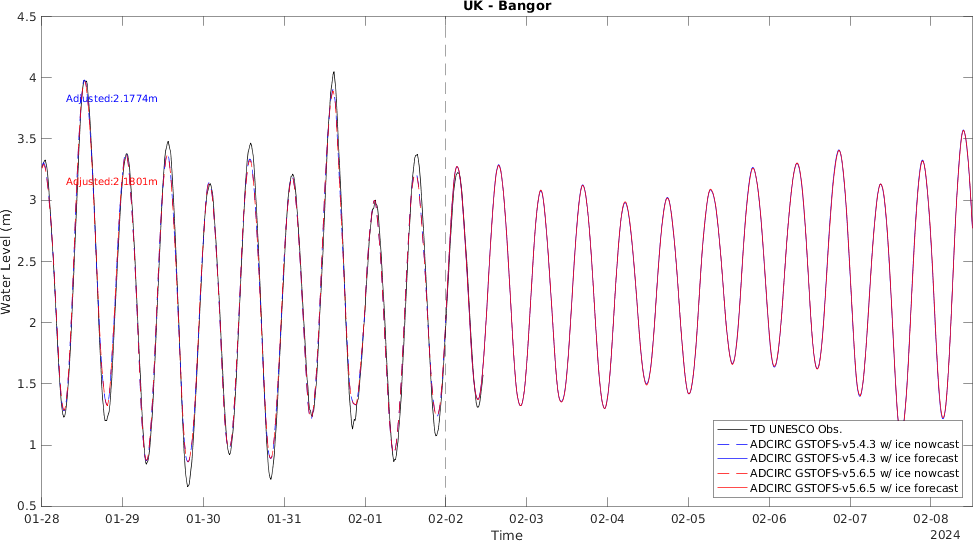 UK - Bangor
4.5
4
3.5
3
2.5
2
1.5
1
0.5
Water Level (m)
Adjusted:2.1774m
Adjusted:2.1801m
TD UNESCO Obs.
ADCIRC GSTOFS-v5.4.3 w/ ice nowcast
ADCIRC GSTOFS-v5.4.3 w/ ice forecast
ADCIRC GSTOFS-v5.6.5 w/ ice nowcast
ADCIRC GSTOFS-v5.6.5 w/ ice forecast
01-28 01-29 01-30 01-31 02-01 02-02 02-03 02-04 02-05 02-06 02-07 02-08
Time
2024